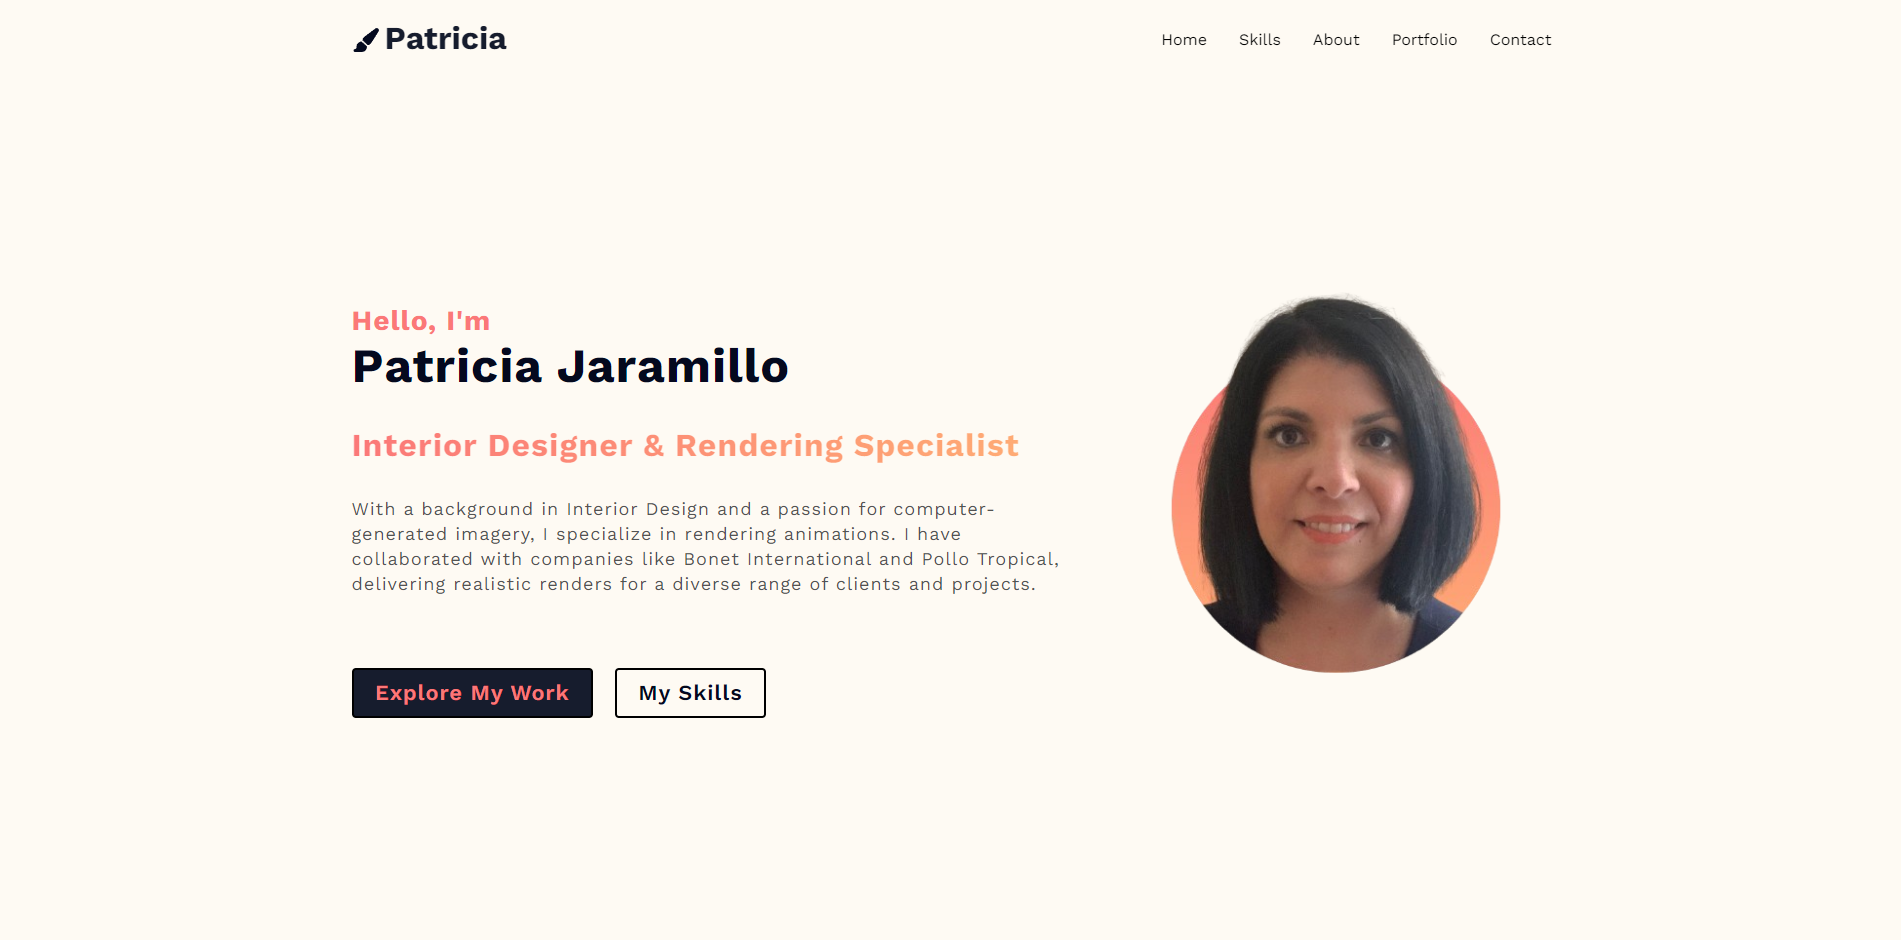 Patricia
Home Skills About Portfolio Contact
Hello, I'm
Patricia Jaramillo
Interior Designer & Rendering Specialist
With a background in Interior Design and a passion for computer-
generated imagery, I specialize in rendering animations. I have
collaborated with companies like Bonet International and Pollo Tropical,
delivering realistic renders for a diverse range of clients and projects.
Explore My Work
My Skills